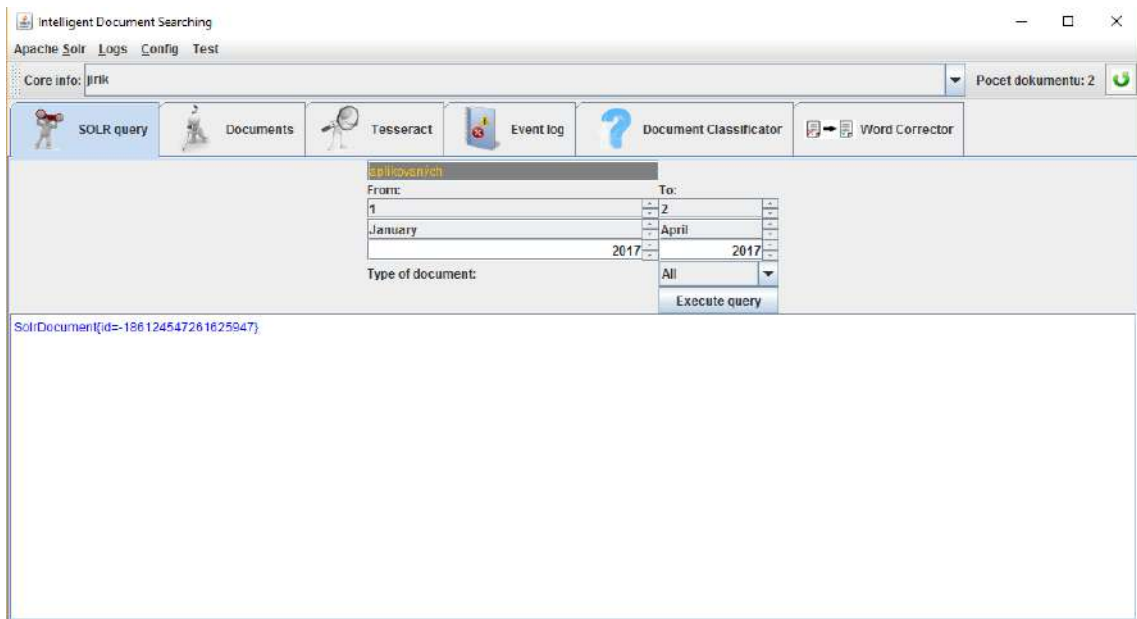 Intelligent Document Searching
Apache Solr Logs Config Test
Core info: jirik Pocet dokumentu: 2
SOLR query Documents Tesseract Event log Document Classificator Word Corrector
aplikovaných
From: To:
1 2
January April
2017 2017
Type of document: All
Execute query
SolrDocument{id=-186124547261625947}